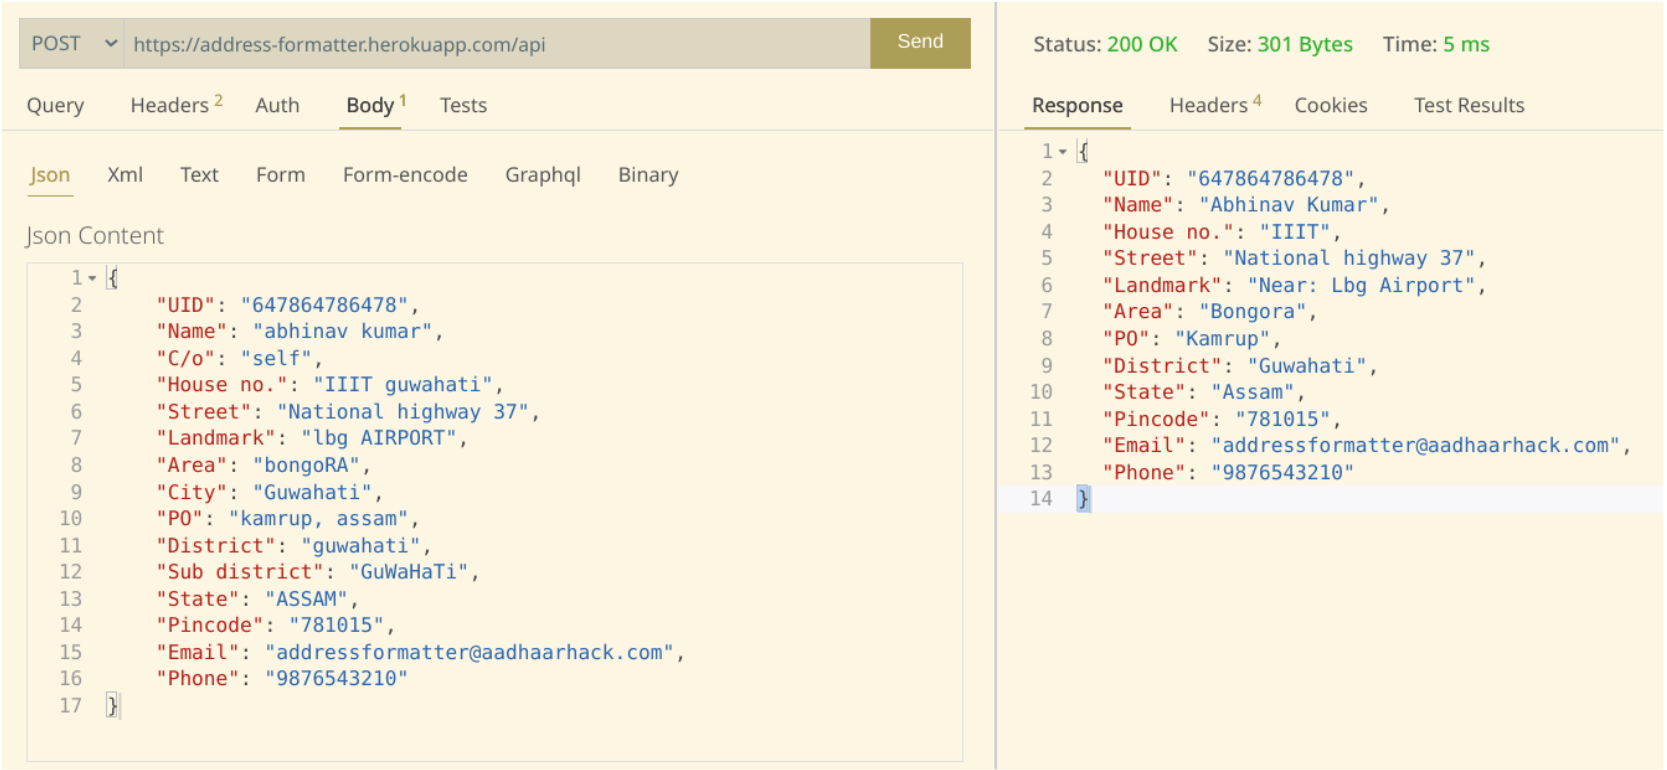 POST https://address-formatter.herokuapp.com/api Send
Query Headers 2 Auth Body 1 Tests
Json Xml Text Form Form-encode Graphql Binary
Json Content
1 {
2 "UID": "647864786478",
3 "Name": "abhinav kumar",
4 "C/o": "self",
5 "House no.": "IIIT guwahati",
6 "Street": "National highway 37",
7 "Landmark": "lbg AIRPORT",
8 "Area": "bongoRA",
9 "City": "Guwahati",
10 "PO": "kamrup, assam",
11 "District": "guwahati",
12 "Sub district": "GuWaHaTi",
13 "State": "ASSAM",
14 "Pincode": "781015",
15 "Email": "addressformatter@aadhaarhack.com",
16 "Phone": "9876543210"
17 }
Status: 200 OK Size: 301 Bytes Time: 5 ms
Response Headers 4 Cookies Test Results
1 {
2 "UID": "647864786478",
3 "Name": "Abhinav Kumar",
4 "House no.": "IIIT",
5 "Street": "National highway 37",
6 "Landmark": "Near: Lbg Airport",
7 "Area": "Bongora",
8 "PO": "Kamrup",
9 "District": "Guwahati",
10 "State": "Assam",
11 "Pincode": "781015",
12 "Email": "addressformatter@aadhaarhack.com",
13 "Phone": "9876543210"
14 }